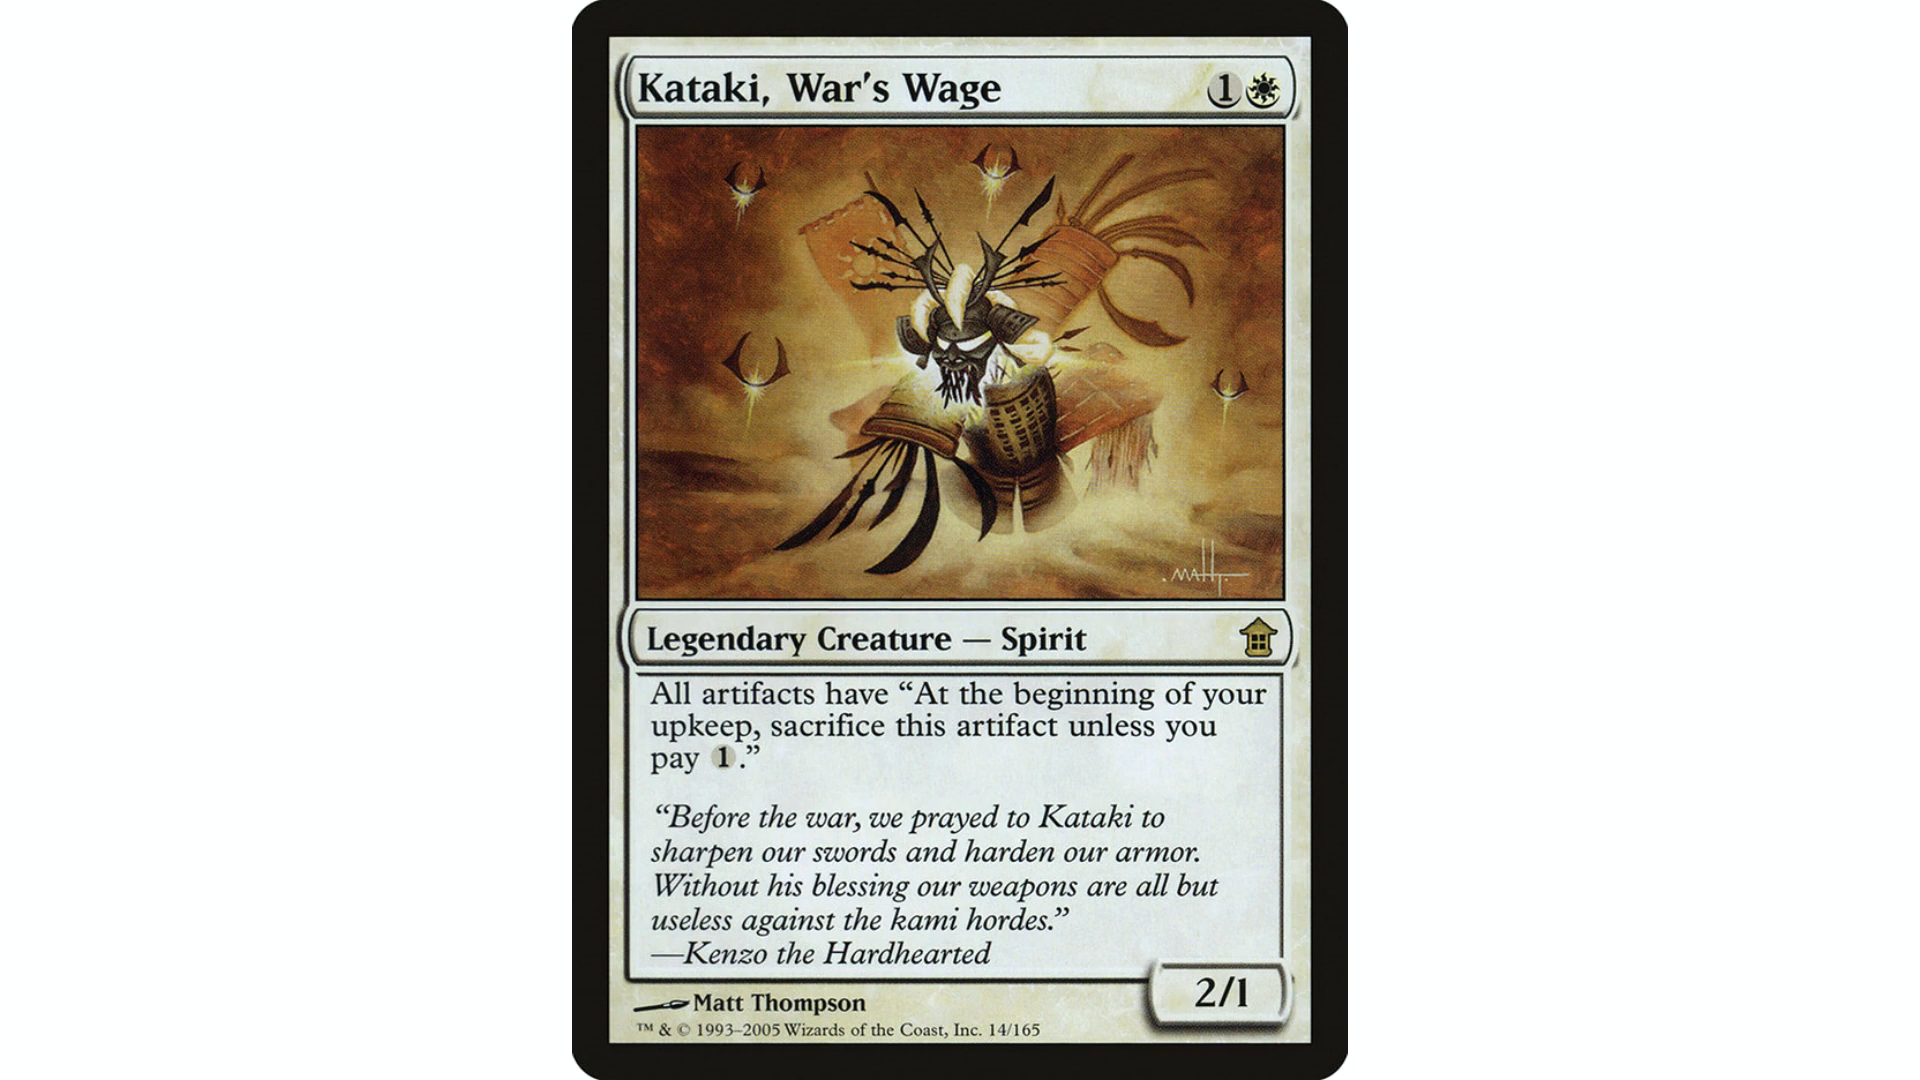 Kataki, War's Wage 1
MAtt.
Legendary Creature — Spirit
All artifacts have “At the beginning of your
upkeep, sacrifice this artifact unless you
pay 1.”
“Before the war, we prayed to Kataki to
sharpen our swords and harden our armor.
Without his blessing our weapons are all but
useless against the kami hordes.”
—Kenzo the Hardhearted
2/1
Matt Thompson
™ & © 1993–2005 Wizards of the Coast, Inc. 14/165